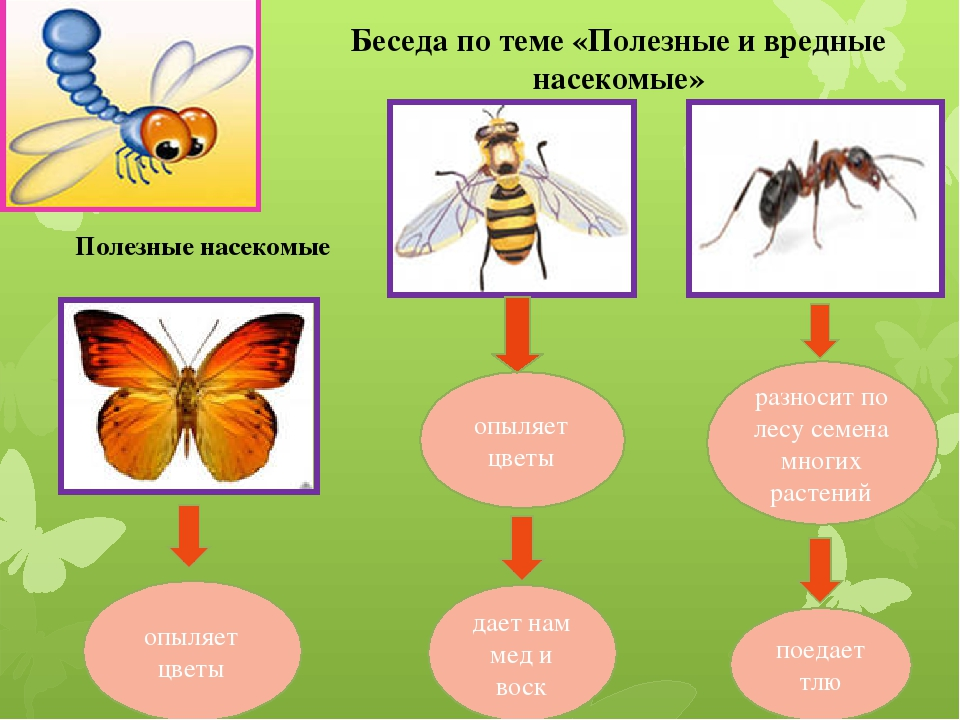 Беседа по теме «Полезные и вредные
насекомые»
Полезные насекомые
опыляет
цветы
разносит по
лесу семена
многих
растений
опыляет
цветы
дает нам
мед и
воск
поедает
тлю